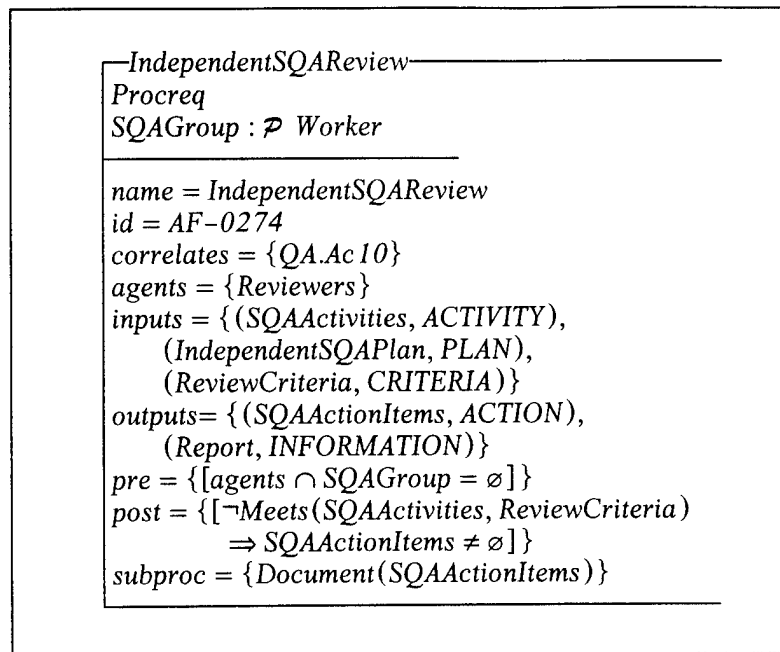 IndependentSQAReview
Procreq
SQAGroup : 𝒫 Worker
name = IndependentSQAReview
id = AF-0274
correlates = {QA.Ac10}
agents = {Reviewers}
inputs = {(SQAActivities, ACTIVITY),
(IndependentSQAPlan, PLAN),
(ReviewCriteria, CRITERIA)}
outputs= {(SQAActionItems, ACTION),
(Report, INFORMATION)}
pre = {[agents ∩ SQAGroup = ∅]}
post = {[¬Meets(SQAActivities, ReviewCriteria)
⇒ SQAActionItems ≠ ∅]}
subproc = {Document(SQAActionItems)}